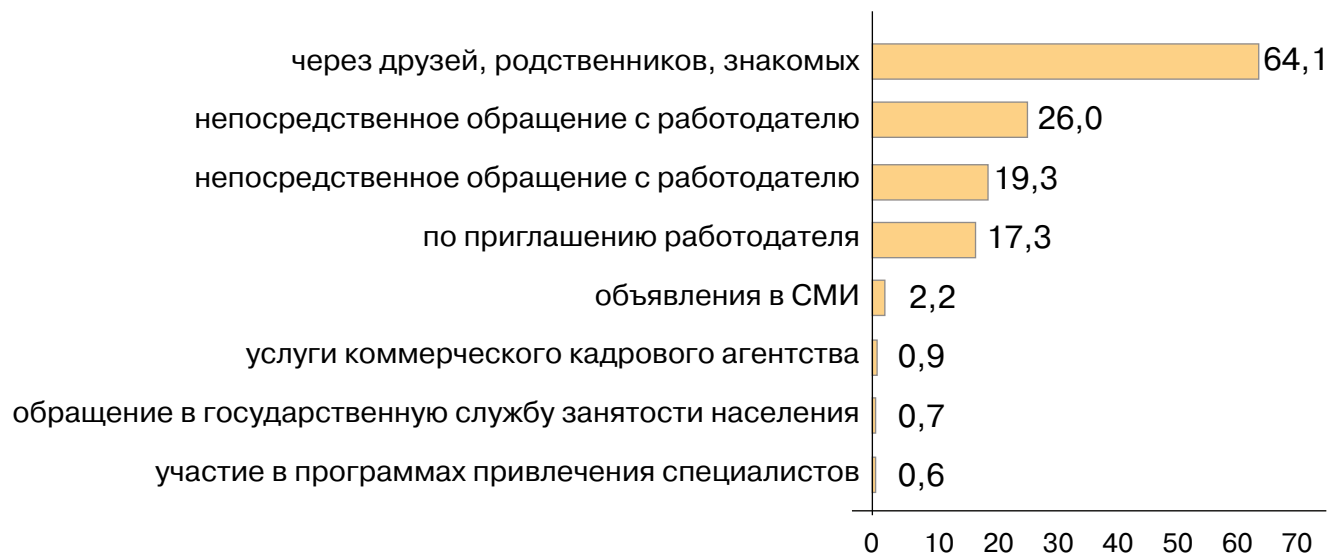 через друзей, родственников, знакомых 64,1
непосредственное обращение с работодателю 26,0
непосредственное обращение с работодателю 19,3
по приглашению работодателя 17,3
объявления в СМИ 2,2
услуги коммерческого кадрового агентства 0,9
обращение в государственную службу занятости населения 0,7
участие в программах привлечения специалистов 0,6
0 10 20 30 40 50 60 70